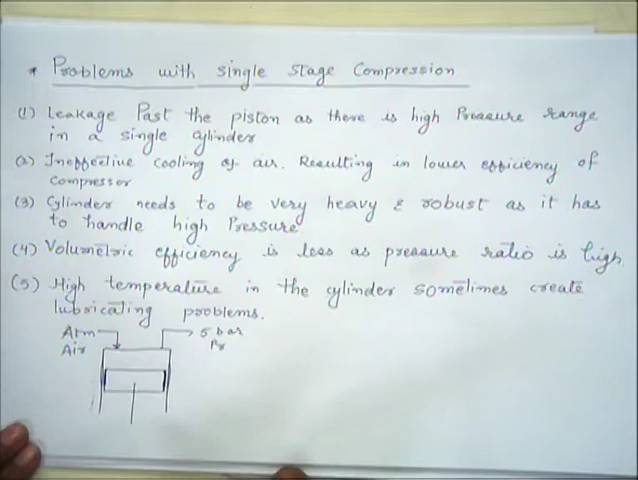 * Problems with single stage Compression
(1) Leakage Past the piston as there is high Pressure range
in a single cylinder
(2) Ineffective cooling of air. Resulting in lower efficiency of
compressor
(3) Cylinder needs to be very heavy & robust as it has
to handle high Pressure
(4) Volumetric efficiency is less as pressure ratio is high.
(5) High temperature in the cylinder sometimes create
lubricating problems.
Atm
Air
5 bar
Pr